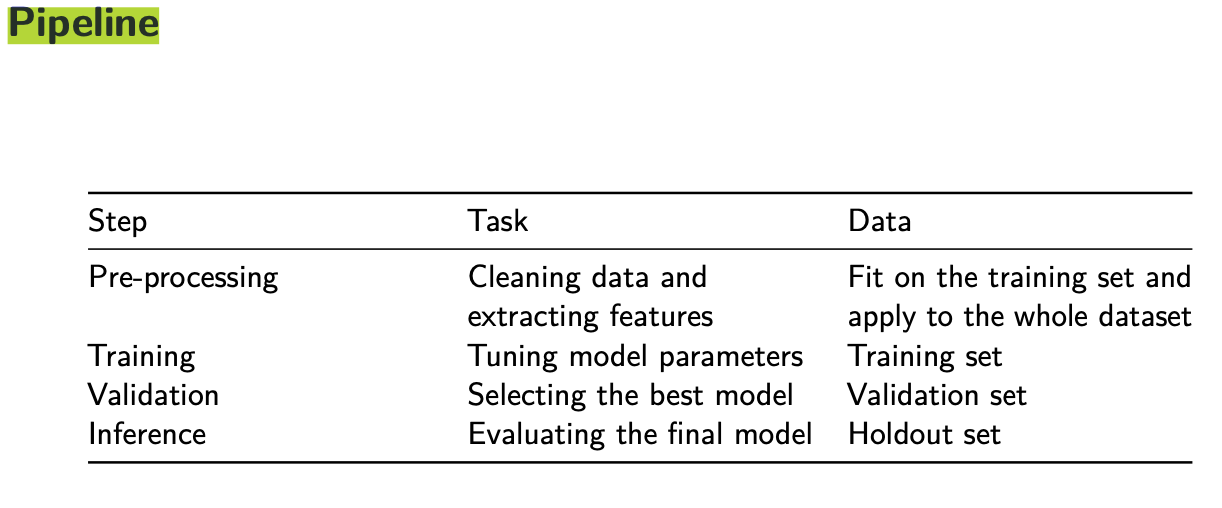 Pipeline
Step Task Data
Pre-processing Cleaning data and Fit on the training set and
extracting features apply to the whole dataset
Training Tuning model parameters Training set
Validation Selecting the best model Validation set
Inference Evaluating the final model Holdout set